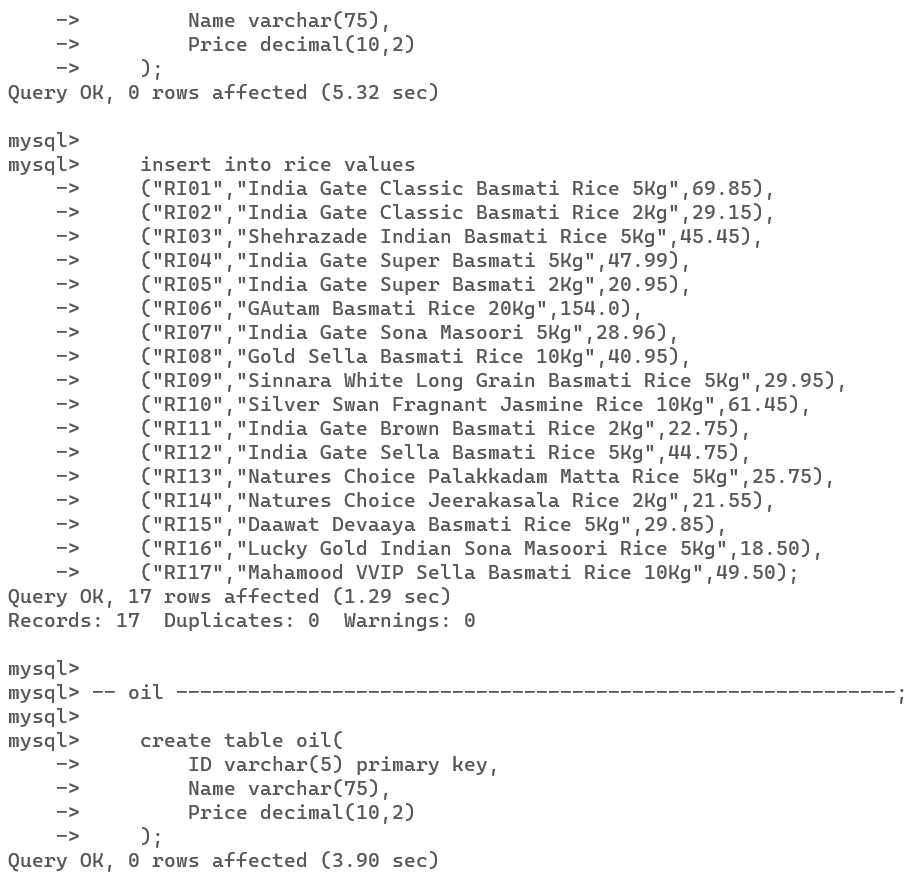 ->         Name varchar(75),
    ->         Price decimal(10,2)
    ->     );
Query OK, 0 rows affected (5.32 sec)
mysql>
mysql>     insert into rice values
    ->     ("RI01","India Gate Classic Basmati Rice 5Kg",69.85),
    ->     ("RI02","India Gate Classic Basmati Rice 2Kg",29.15),
    ->     ("RI03","Shehrazade Indian Basmati Rice 5Kg",45.45),
    ->     ("RI04","India Gate Super Basmati 5Kg",47.99),
    ->     ("RI05","India Gate Super Basmati 2Kg",20.95),
    ->     ("RI06","GAutam Basmati Rice 20Kg",154.0),
    ->     ("RI07","India Gate Sona Masoori 5Kg",28.96),
    ->     ("RI08","Gold Sella Basmati Rice 10Kg",40.95),
    ->     ("RI09","Sinnara White Long Grain Basmati Rice 5Kg",29.95),
    ->     ("RI10","Silver Swan Fragnant Jasmine Rice 10Kg",61.45),
    ->     ("RI11","India Gate Brown Basmati Rice 2Kg",22.75),
    ->     ("RI12","India Gate Sella Basmati Rice 5Kg",44.75),
    ->     ("RI13","Natures Choice Palakkadam Matta Rice 5Kg",25.75),
    ->     ("RI14","Natures Choice Jeerakasala Rice 2Kg",21.55),
    ->     ("RI15","Daawat Devaaya Basmati Rice 5Kg",29.85),
    ->     ("RI16","Lucky Gold Indian Sona Masoori Rice 5Kg",18.50),
    ->     ("RI17","Mahamood VVIP Sella Basmati Rice 10Kg",49.50);
Query OK, 17 rows affected (1.29 sec)
Records: 17  Duplicates: 0  Warnings: 0
mysql>
mysql> -- oil ------------------------------------------------------------;
mysql>
mysql>     create table oil(
    ->         ID varchar(5) primary key,
    ->         Name varchar(75),
    ->         Price decimal(10,2)
    ->     );
Query OK, 0 rows affected (3.90 sec)